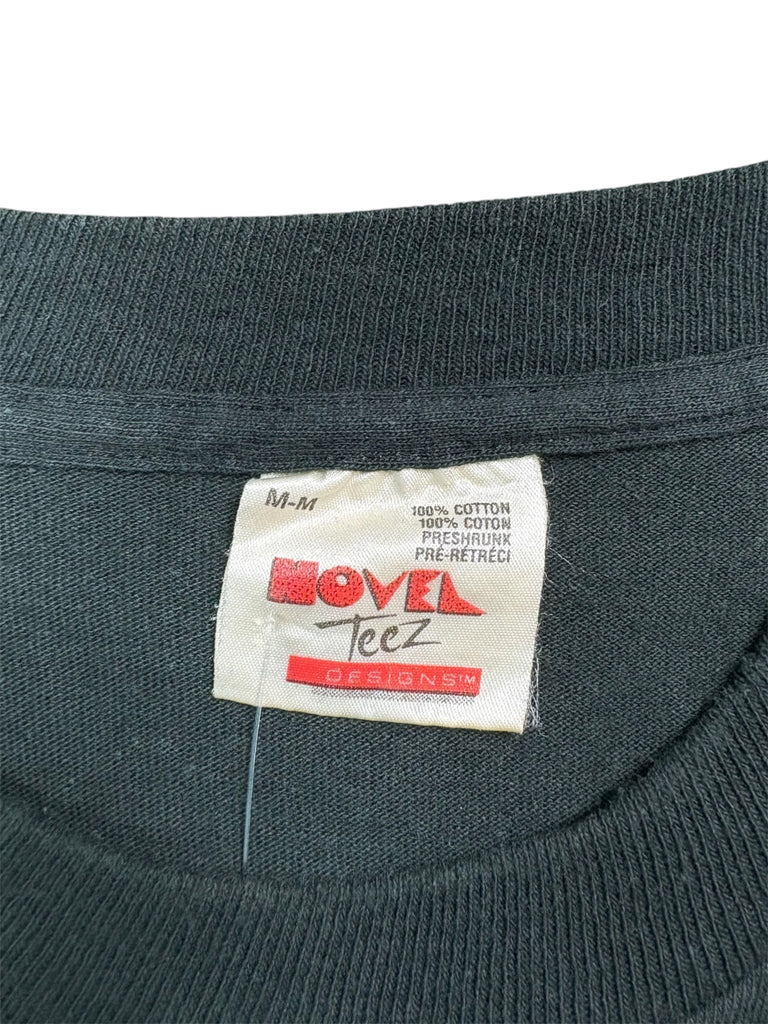 M-M
100% COTTON
100% COTON
PRESHRUNK
PRÉ-RÉTRÉCI
NOVEL
Teez
DESIGNS™